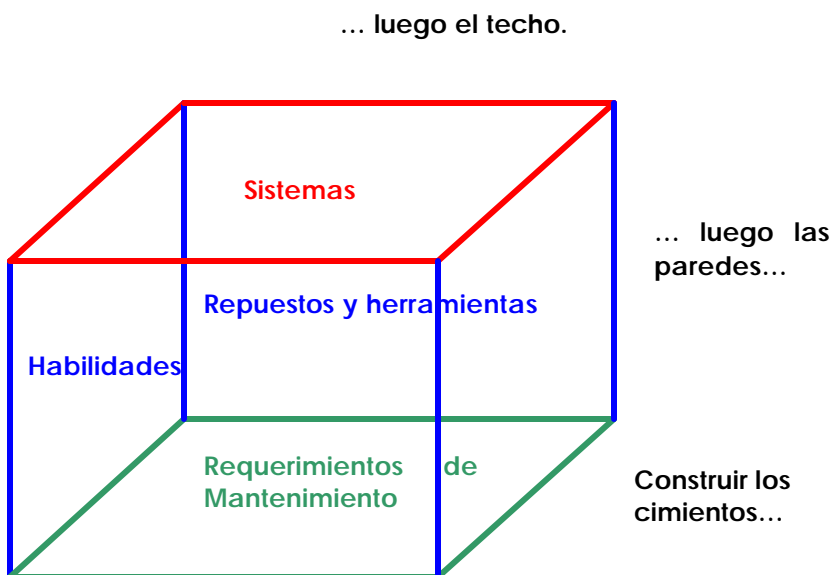 … luego el techo.
Sistemas
… luego las
paredes…
Repuestos y herramientas
Habilidades
Requerimientos de
Mantenimiento
Construir los
cimientos…